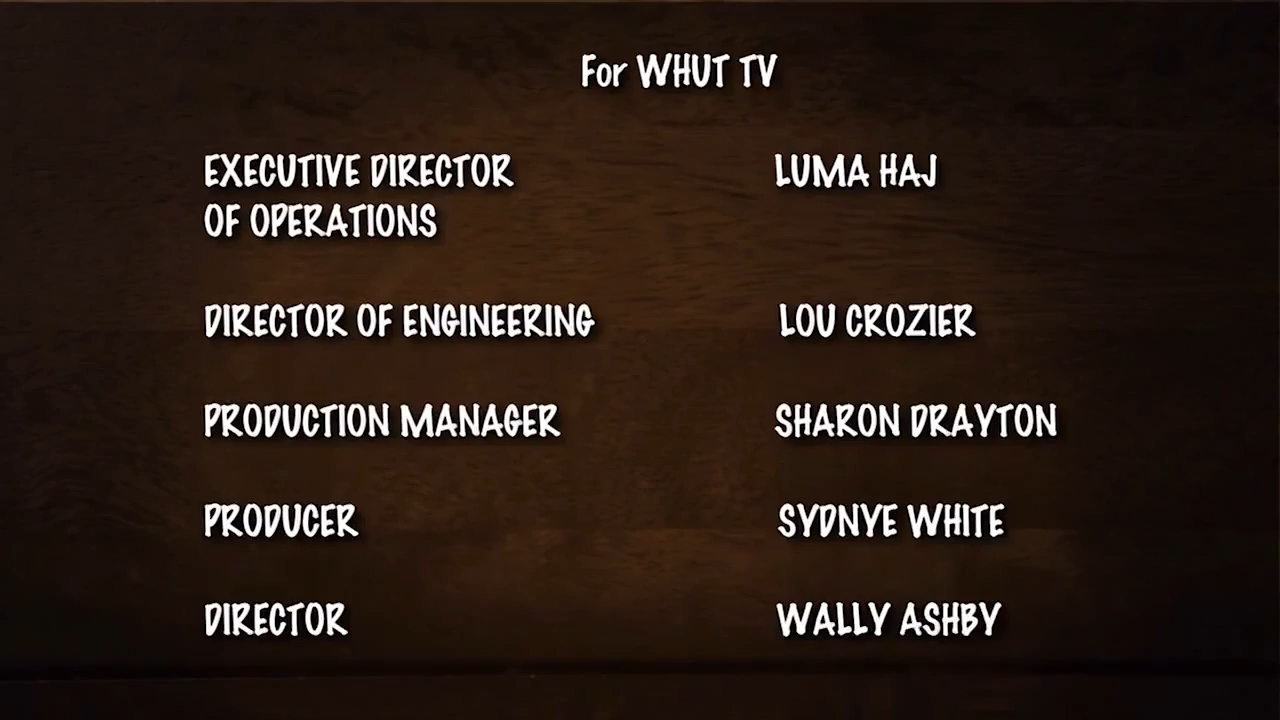 For WHUT TV
EXECUTIVE DIRECTOR LUMA HAJ
OF OPERATIONS
DIRECTOR OF ENGINEERING LOU CROZIER
PRODUCTION MANAGER SHARON DRAYTON
PRODUCER SYDNYE WHITE
DIRECTOR WALLY ASHBY